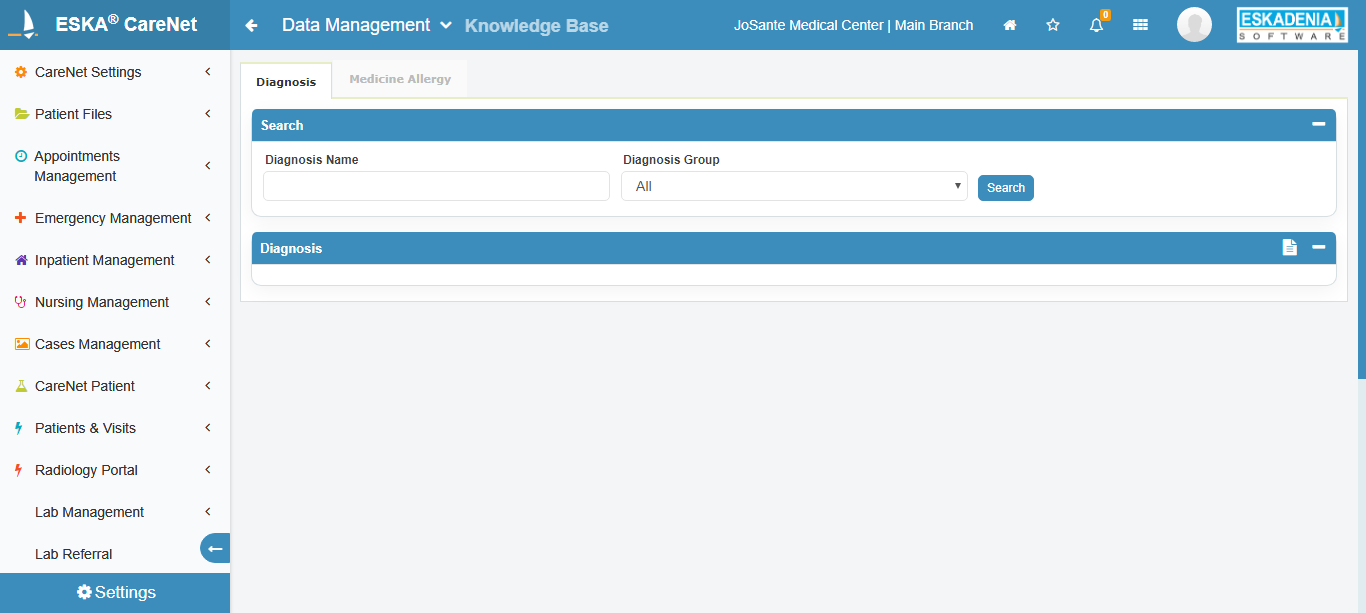 ESKA® CareNet
Data Management Knowledge Base
JoSante Medical Center | Main Branch
0
ESKADENIA
SOFTWARE
CareNet Settings
Patient Files
Appointments
Management
Emergency Management
Inpatient Management
Nursing Management
Cases Management
CareNet Patient
Patients & Visits
Radiology Portal
Lab Management
Lab Referral
Settings
Diagnosis
Medicine Allergy
Search
Diagnosis Name
Diagnosis Group
All
Search
Diagnosis